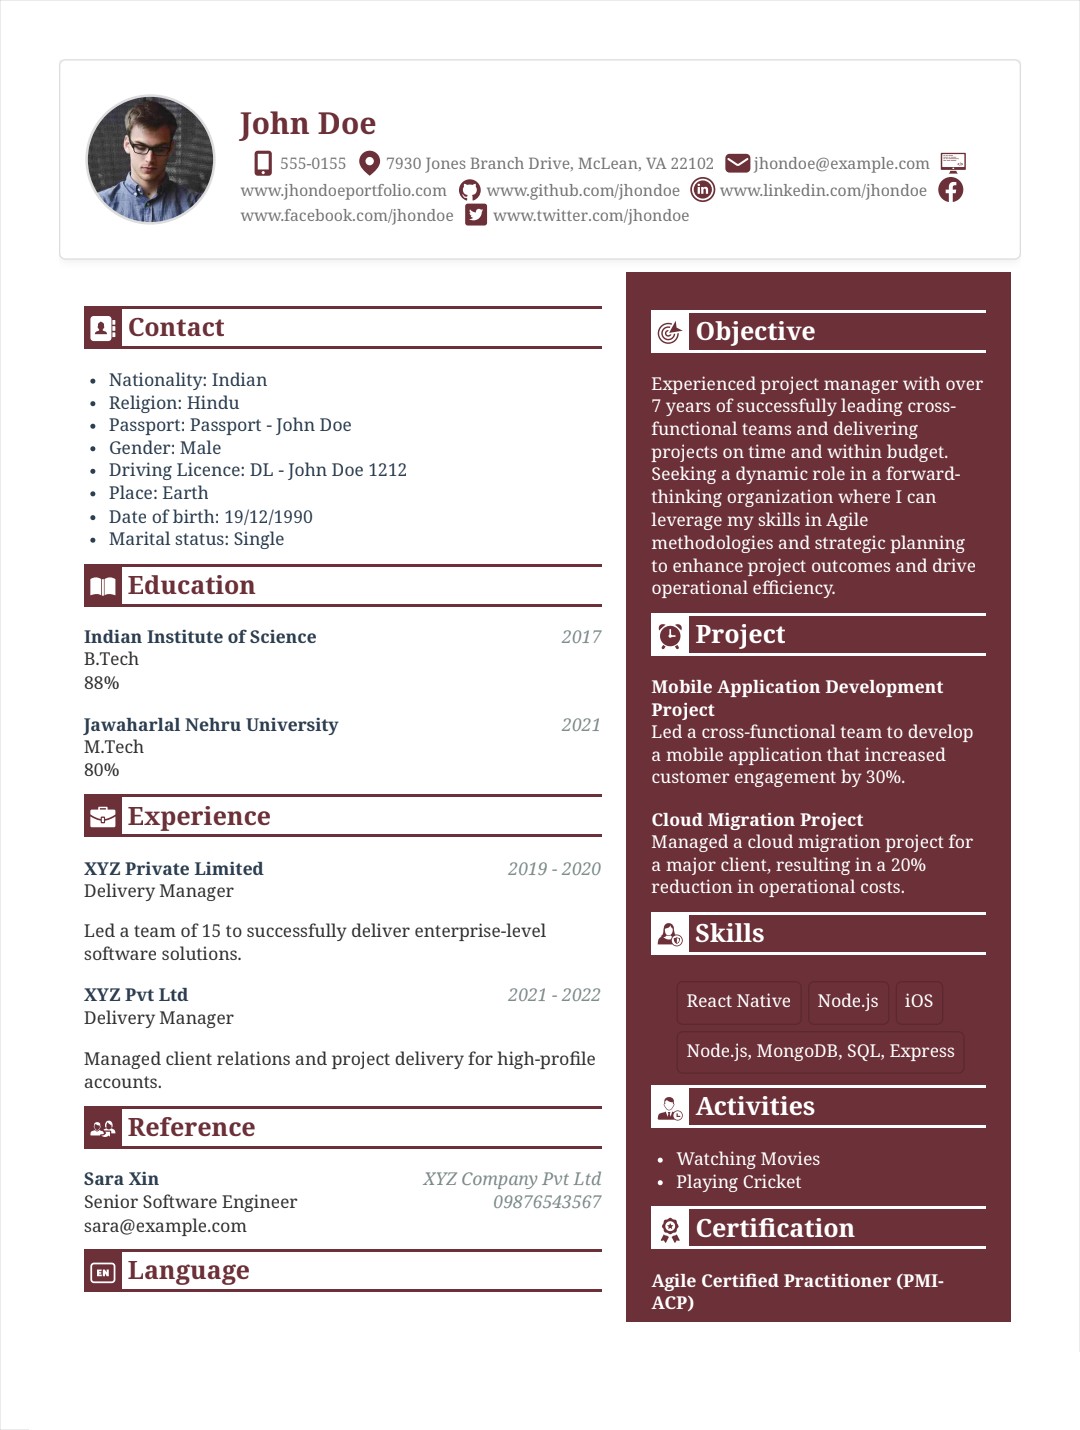 John Doe
555-0155 7930 Jones Branch Drive, McLean, VA 22102 jhondoe@example.com
www.jhondoeportfolio.com www.github.com/jhondoe www.linkedin.com/jhondoe
www.facebook.com/jhondoe www.twitter.com/jhondoe
Contact
• Nationality: Indian
• Religion: Hindu
• Passport: Passport - John Doe
• Gender: Male
• Driving Licence: DL - John Doe 1212
• Place: Earth
• Date of birth: 19/12/1990
• Marital status: Single
Education
Indian Institute of Science 2017
B.Tech
88%
Jawaharlal Nehru University 2021
M.Tech
80%
Experience
XYZ Private Limited 2019 - 2020
Delivery Manager
Led a team of 15 to successfully deliver enterprise-level
software solutions.
XYZ Pvt Ltd 2021 - 2022
Delivery Manager
Managed client relations and project delivery for high-profile
accounts.
Reference
Sara Xin XYZ Company Pvt Ltd
Senior Software Engineer 09876543567
sara@example.com
EN Language
Objective
Experienced project manager with over
7 years of successfully leading cross-
functional teams and delivering
projects on time and within budget.
Seeking a dynamic role in a forward-
thinking organization where I can
leverage my skills in Agile
methodologies and strategic planning
to enhance project outcomes and drive
operational efficiency.
Project
Mobile Application Development
Project
Led a cross-functional team to develop
a mobile application that increased
customer engagement by 30%.
Cloud Migration Project
Managed a cloud migration project for
a major client, resulting in a 20%
reduction in operational costs.
Skills
React Native Node.js iOS
Node.js, MongoDB, SQL, Express
Activities
• Watching Movies
• Playing Cricket
Certification
Agile Certified Practitioner (PMI-
ACP)